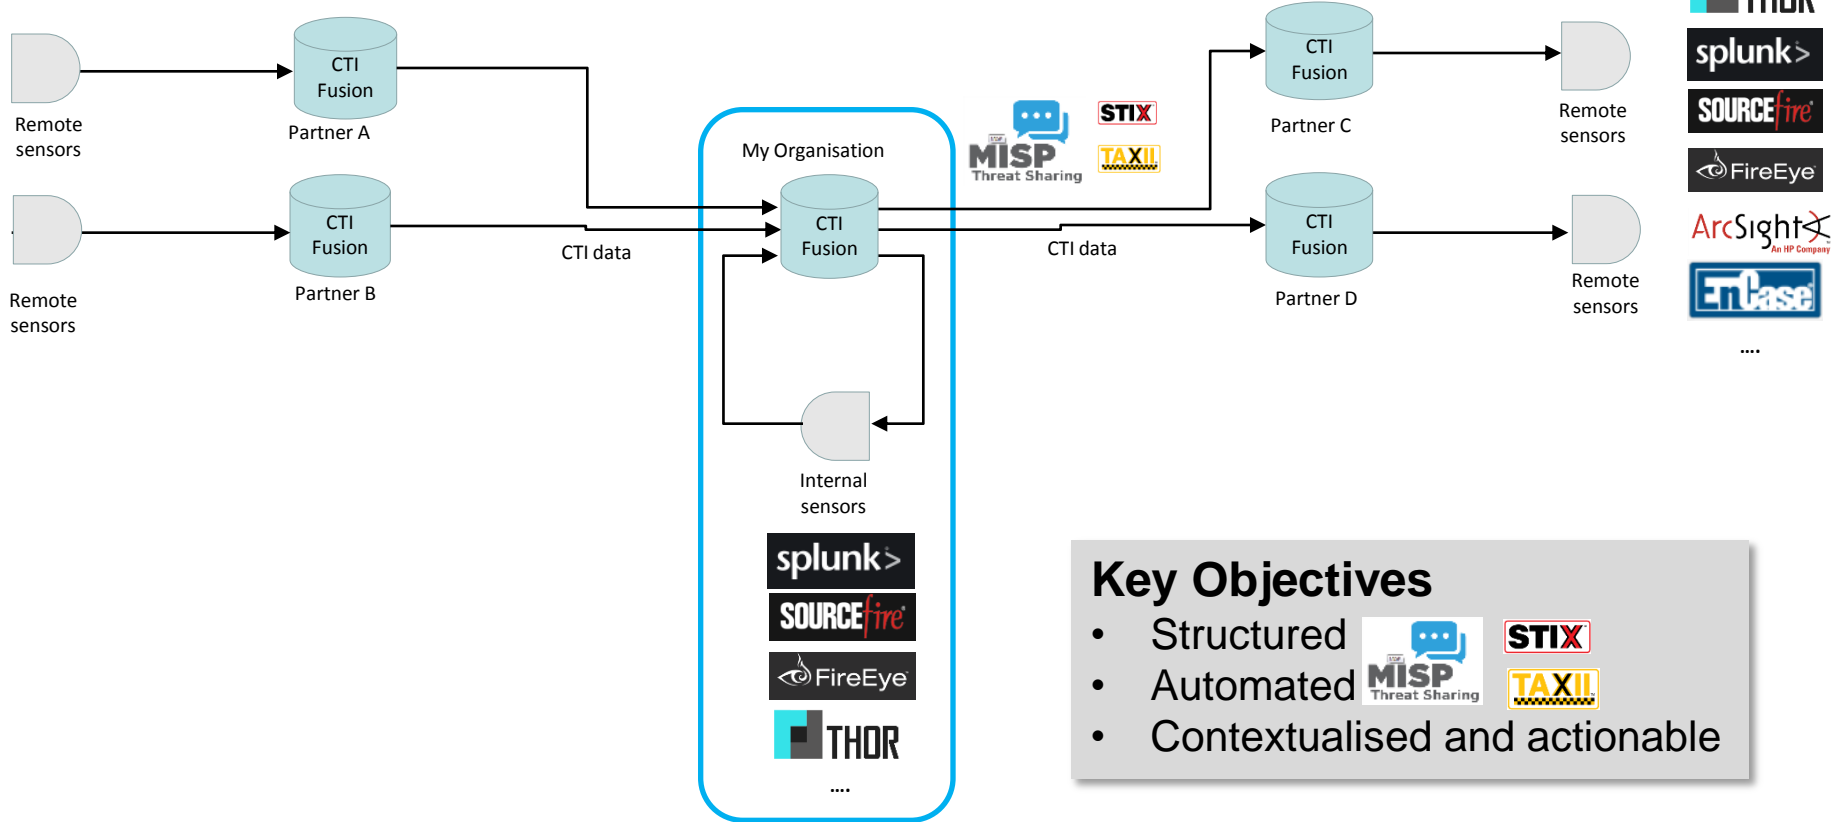 CTI
Fusion
Remote
sensors
Partner A
CTI
Fusion
Remote
sensors
Partner B
CTI data
My Organisation
CTI
Fusion
Internal
sensors
splunk>
SOURCEfire
FireEye
THOR
....
MISP
Threat Sharing
STIX
TAXII
CTI data
CTI
Fusion
Partner C
Remote
sensors
CTI
Fusion
Partner D
Remote
sensors
THOR
splunk>
SOURCEfire
FireEye
ArcSight
An HP Company
EnCase
....
Key Objectives
• Structured MISP Threat Sharing STIX
• Automated TAXII
• Contextualised and actionable